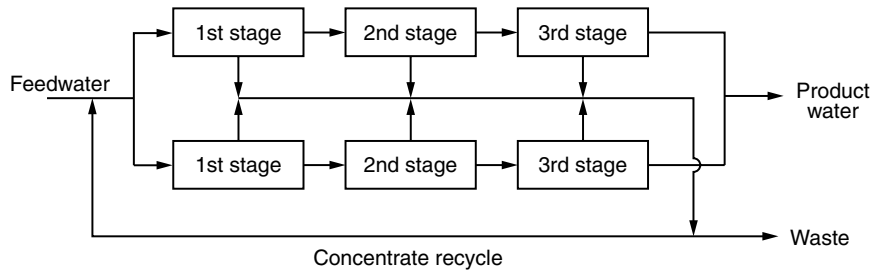 1st stage
2nd stage
3rd stage
Feedwater
Product
water
1st stage
2nd stage
3rd stage
Waste
Concentrate recycle